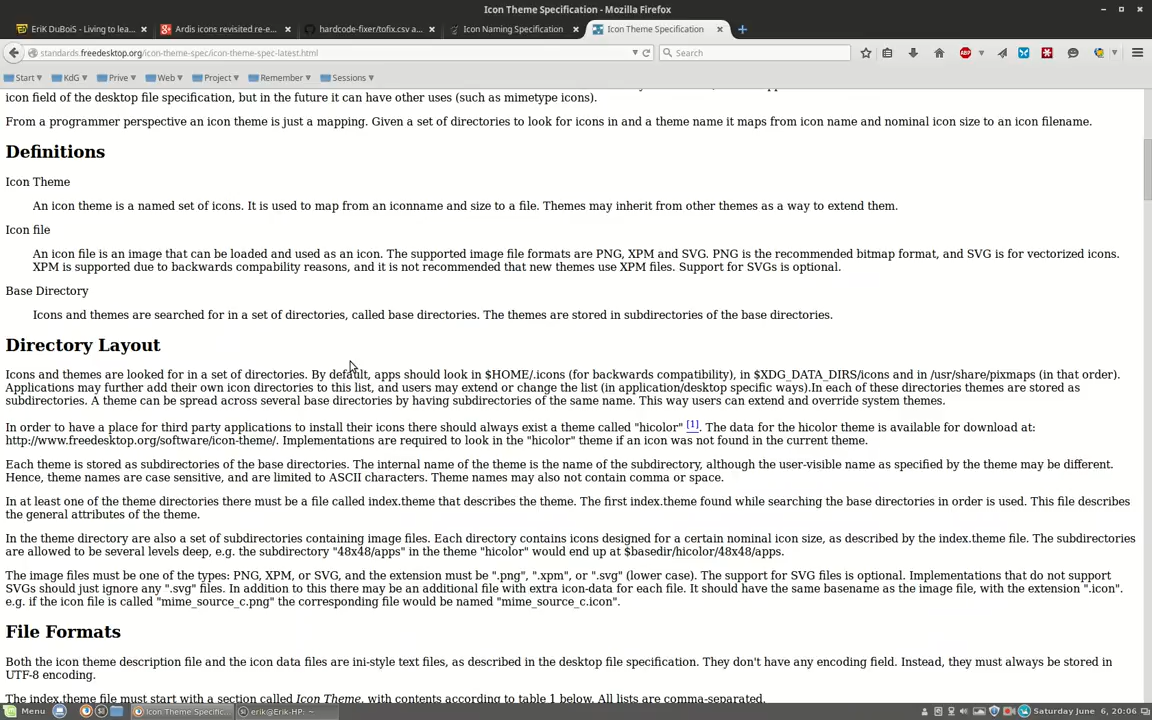 Icon Theme Specification - Mozilla Firefox
EriK DuBoiS - Living to lea...
Ardis icons revisited re-e...
hardcode-fixer/tofix.csv a...
Icon Naming Specification
Icon Theme Specification
standards.freedesktop.org/icon-theme-spec/icon-theme-spec-latest.html
Search
ABP
Start
KdG
Prive
Web
Project
Remember
Sessions
icon field of the desktop file specification, but in the future it can have other uses (such as mimetype icons).
From a programmer perspective an icon theme is just a mapping. Given a set of directories to look for icons in and a theme name it maps from icon name and nominal icon size to an icon filename.
Definitions
Icon Theme
An icon theme is a named set of icons. It is used to map from an iconname and size to a file. Themes may inherit from other themes as a way to extend them.
Icon file
An icon file is an image that can be loaded and used as an icon. The supported image file formats are PNG, XPM and SVG. PNG is the recommended bitmap format, and SVG is for vectorized icons.
XPM is supported due to backwards compability reasons, and it is not recommended that new themes use XPM files. Support for SVGs is optional.
Base Directory
Icons and themes are searched for in a set of directories, called base directories. The themes are stored in subdirectories of the base directories.
Directory Layout
Icons and themes are looked for in a set of directories. By default, apps should look in $HOME/.icons (for backwards compatibility), in $XDG_DATA_DIRS/icons and in /usr/share/pixmaps (in that order).
Applications may further add their own icon directories to this list, and users may extend or change the list (in application/desktop specific ways).In each of these directories themes are stored as
subdirectories. A theme can be spread across several base directories by having subdirectories of the same name. This way users can extend and override system themes.
In order to have a place for third party applications to install their icons there should always exist a theme called "hicolor" [1]. The data for the hicolor theme is available for download at:
http://www.freedesktop.org/software/icon-theme/. Implementations are required to look in the "hicolor" theme if an icon was not found in the current theme.
Each theme is stored as subdirectories of the base directories. The internal name of the theme is the name of the subdirectory, although the user-visible name as specified by the theme may be different.
Hence, theme names are case sensitive, and are limited to ASCII characters. Theme names may also not contain comma or space.
In at least one of the theme directories there must be a file called index.theme that describes the theme. The first index.theme found while searching the base directories in order is used. This file describes
the general attributes of the theme.
In the theme directory are also a set of subdirectories containing image files. Each directory contains icons designed for a certain nominal icon size, as described by the index.theme file. The subdirectories
are allowed to be several levels deep, e.g. the subdirectory "48x48/apps" in the theme "hicolor" would end up at $basedir/hicolor/48x48/apps.
The image files must be one of the types: PNG, XPM, or SVG, and the extension must be ".png", ".xpm", or ".svg" (lower case). The support for SVG files is optional. Implementations that do not support
SVGs should just ignore any ".svg" files. In addition to this there may be an additional file with extra icon-data for each file. It should have the same basename as the image file, with the extension ".icon".
e.g. if the icon file is called "mime_source_c.png" the corresponding file would be named "mime_source_c.icon".
File Formats
Both the icon theme description file and the icon data files are ini-style text files, as described in the desktop file specification. They don't have any encoding field. Instead, they must always be stored in
UTF-8 encoding.
The index.theme file must start with a section called Icon Theme, with contents according to table 1 below. All lists are comma-separated.
Menu
Icon Theme Specific...
erik@Erik-HP: ~
Saturday June 6, 20:06